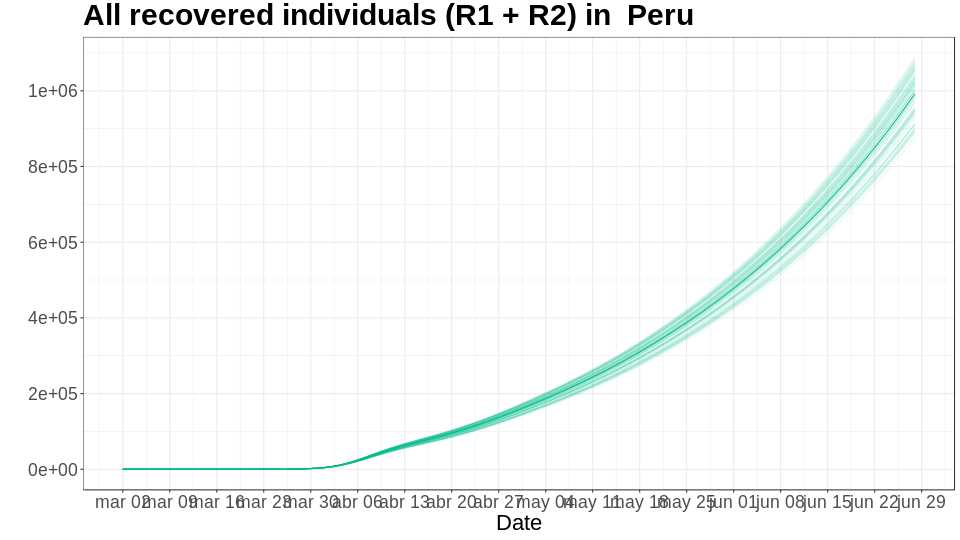 All recovered individuals (R1 + R2) in  Peru
1e+06
8e+05
6e+05
4e+05
2e+05
0e+00
mar 02 mar 09 mar 16 mar 23 mar 30 abr 06 abr 13 abr 20 abr 27 may 04 may 11 may 18 may 25 jun 01 jun 08 jun 15 jun 22 jun 29
Date